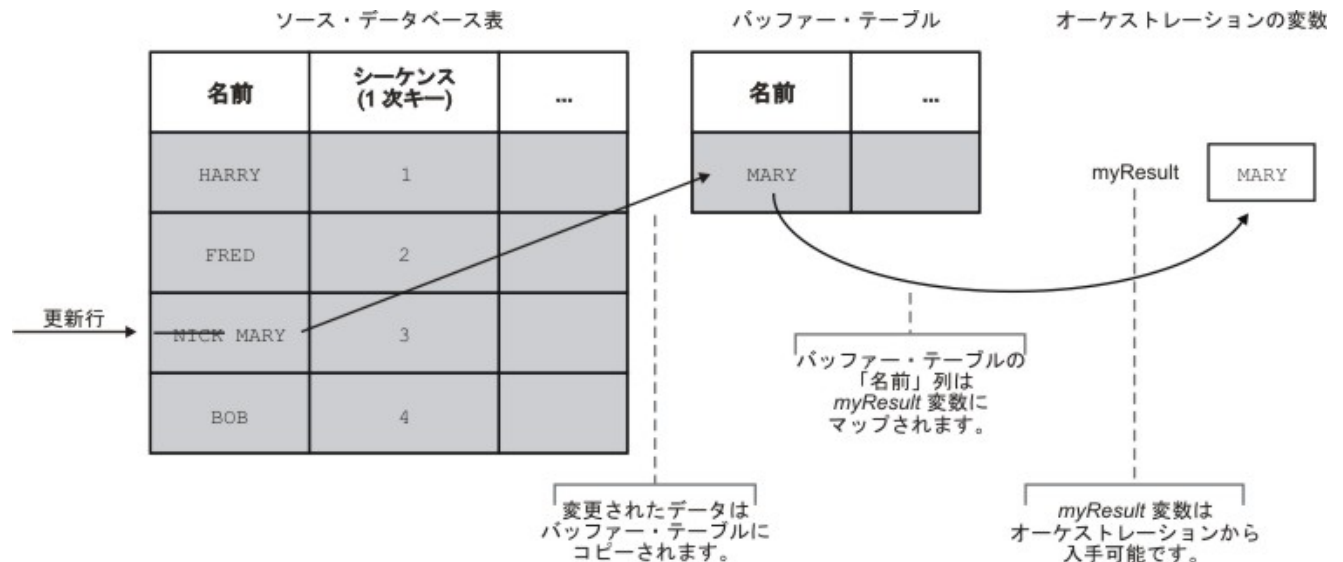 ソース・データベース表
バッファー・テーブル
オーケストレーションの変数
名前
シーケンス
(1 次キー)
...
HARRY
1
FRED
2
更新行
NICK MARY
3
BOB
4
名前
...
MARY
myResult
MARY
バッファー・テーブルの
「名前」列は
myResult 変数に
マップされます。
変更されたデータは
バッファー・テーブルに
コピーされます。
myResult 変数は
オーケストレーションから
入手可能です。